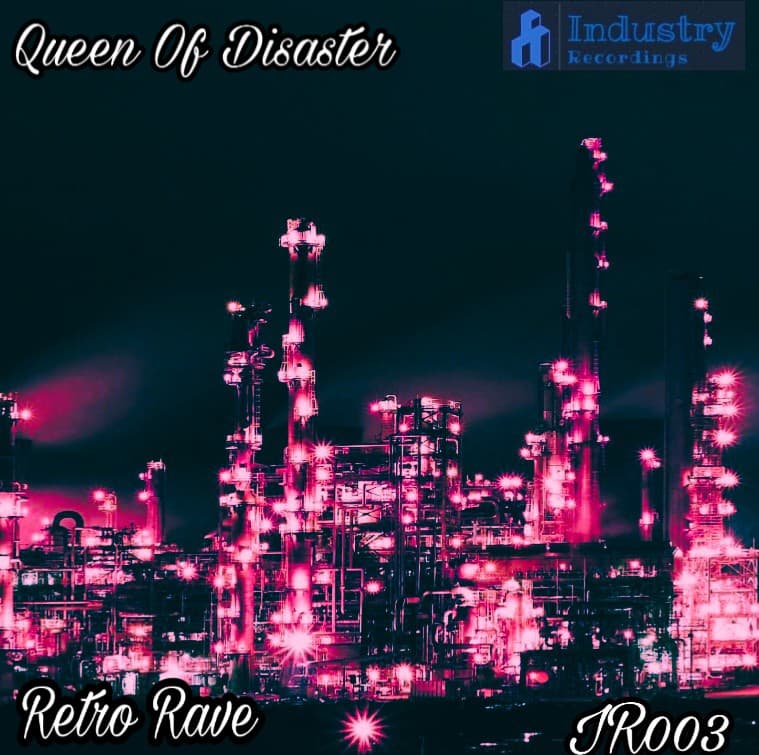 Queen Of Disaster
Industry
Recordings
Retro Rave
IR003